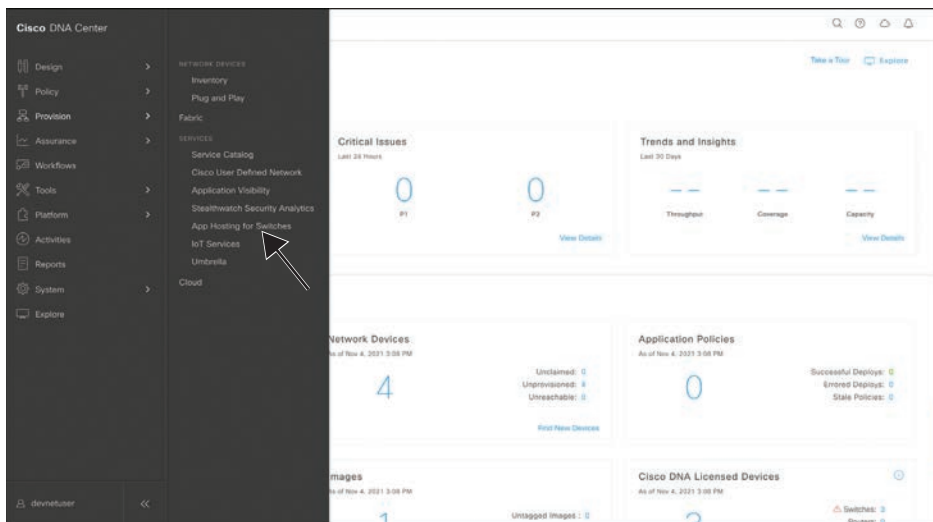 Cisco DNA Center
Design
Policy
Provision
Assurance
Workflows
Tools
Platform
Activities
Reports
System
Explore
devnetuser
NETWORK DEVICES
Inventory
Plug and Play
Fabric
SERVICES
Service Catalog
Cisco User Defined Network
Application Visibility
Stealthwatch Security Analytics
App Hosting for Switches
IoT Services
Umbrella
Cloud
Take a Tour Explore
Critical Issues
Last 24 Hours
0 0
P1 P2
View Details
Trends and Insights
Last 30 Days
-- -- --
Throughput Coverage Capacity
View Details
Network Devices
As of Nov 4, 2021 3:08 PM
4
Unclaimed: 0
Unprovisioned: 4
Unreachable: 0
Find New Devices
Application Policies
As of Nov 4, 2021 3:08 PM
0
Successful Deploys: 0
Errored Deploys: 0
Stale Policies: 0
mages
As of Nov 4, 2021 3:08 PM
Untagged Images : 0
Cisco DNA Licensed Devices
As of Nov 4, 2021 3:08 PM
Switches: